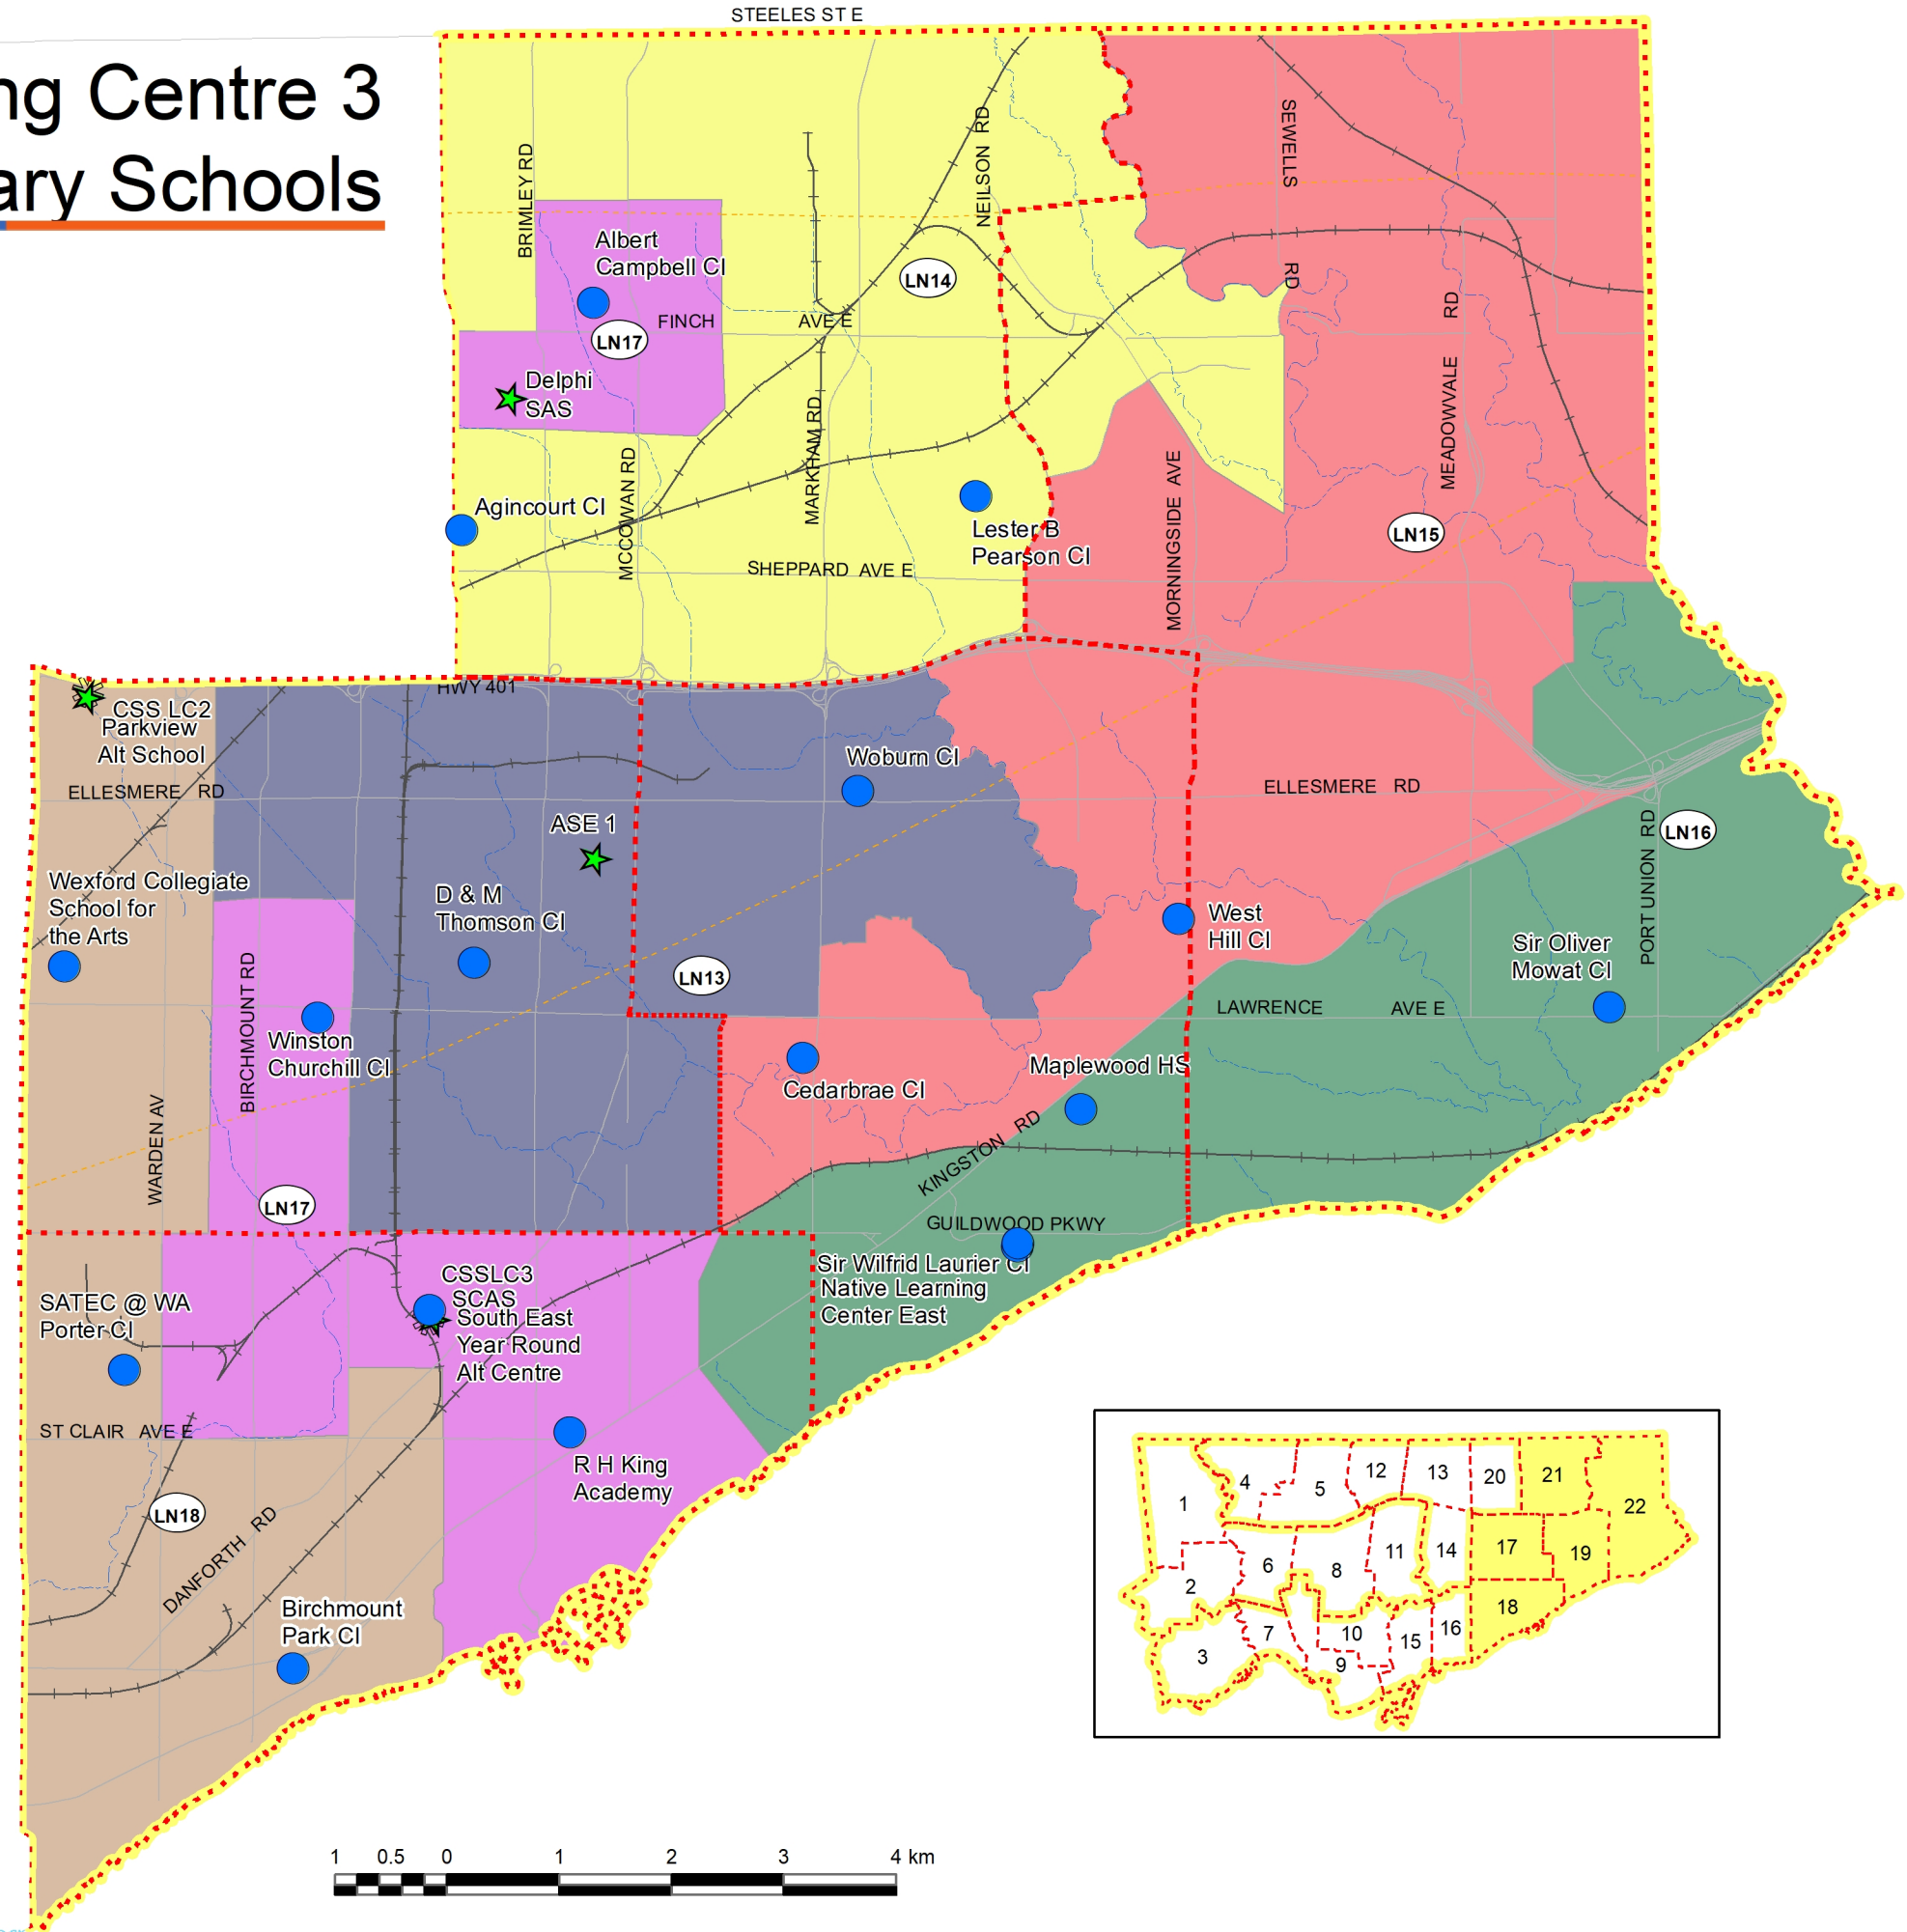 STEELES ST E
ng Centre 3
ary Schools
BRIMLEY RD
NEILSON RD
SEWELLS
RD
Albert
Campbell CI
LN14
LN17
FINCH
AVE E
MEADOWVALE RD
Delphi
SAS
MCCOWAN RD
MARKHAM RD
MORNINGSIDE AVE
Agincourt CI
Lester B
Pearson CI
LN15
SHEPPARD AVE E
HWY 401
CSS LC2
Parkview
Alt School
Woburn CI
ELLESMERE RD
ELLESMERE RD
ASE 1
LN16
PORT UNION RD
Wexford Collegiate
School for
the Arts
D & M
Thomson CI
West
Hill CI
Sir Oliver
Mowat CI
LN13
BIRCHMOUNT RD
LAWRENCE AVE E
Winston
Churchill CI
Cedarbrae CI
Maplewood HS
WARDEN AV
KINGSTON RD
LN17
GUILDWOOD PKWY
Sir Wilfrid Laurier CI
Native Learning
Center East
CSSLC3
SCAS
South East
Year Round
Alt Centre
SATEC @ WA
Porter CI
ST CLAIR AVE E
R H King
Academy
LN18
DANFORTH RD
Birchmount
Park CI
1
2
3
4
5
6
7
8
9
10
11
12
13
14
15
16
17
18
19
20
21
22
1 0.5 0 1 2 3 4 km